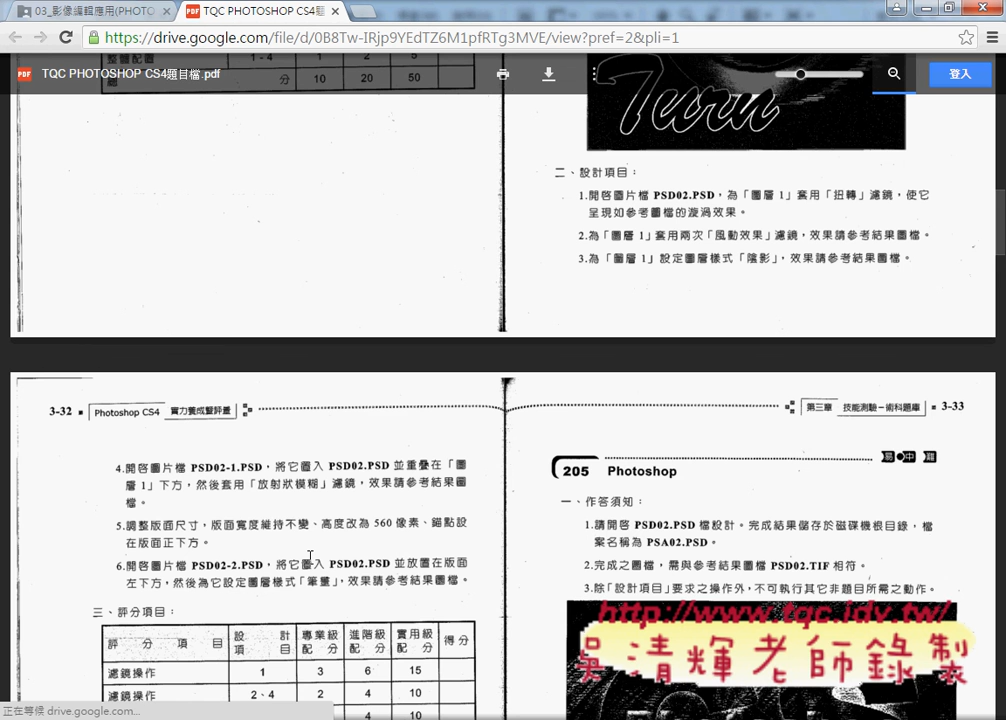 03_影像編輯應用(PHOTO
TQC PHOTOSHOP CS4題
https://drive.google.com/file/d/0B8Tw-IRjp9YEdTZ6M1pfRTg3MVE/view?pref=2&pli=1
TQC PHOTOSHOP CS4題目檔.pdf
登入
整體配置 1-4 1 2 5
分 10 20 50
Turn
二、設計項目：
1.開啓圖片檔 PSD02.PSD，為「圖層 1」套用「扭轉」濾鏡，使它
呈現如參考圖檔的漩渦效果。
2.為「圖層 1」套用兩次「風動效果」濾鏡，效果請參考結果圖檔。
3.為「圖層 1」設定圖層樣式「陰影」，效果請參考結果圖檔。
3-32 Photoshop CS4 實力養成暨評量
4.開啓圖片檔 PSD02-1.PSD，將它置入 PSD02.PSD 並重疊在「圖
層 1」下方，然後套用「放射狀模糊」濾鏡，效果請參考結果圖
檔。
5.調整版面尺寸，版面寬度維持不變、高度改為 560 像素、錨點設
在版面正下方。
6.開啓圖片檔 PSD02-2.PSD，將它置入 PSD02.PSD 並放置在版面
左下方，然後為它設定圖層樣式「筆畫」，效果請參考結果圖檔。
三、評分項目：
評分項目 設計項目 專業級配分 進階級配分 實用級配分 得分
濾鏡操作 1 3 6 15
濾鏡操作 2、4 2 4 10
4 10
第三章 技能測驗－術科題庫 3-33
易 中 難
205 Photoshop
一、作答須知：
1.請開啓 PSD02.PSD 檔設計。完成結果儲存於磁碟機根目錄，檔
案名稱為 PSA02.PSD。
2.完成之圖檔，需與參考結果圖檔 PSD02.TIF 相符。
3.除「設計項目」要求之操作外，不可執行其它非題目所需之動作。
http://www.tqc.idv.tw/
吳清輝老師錄製
正在等候 drive.google.com...